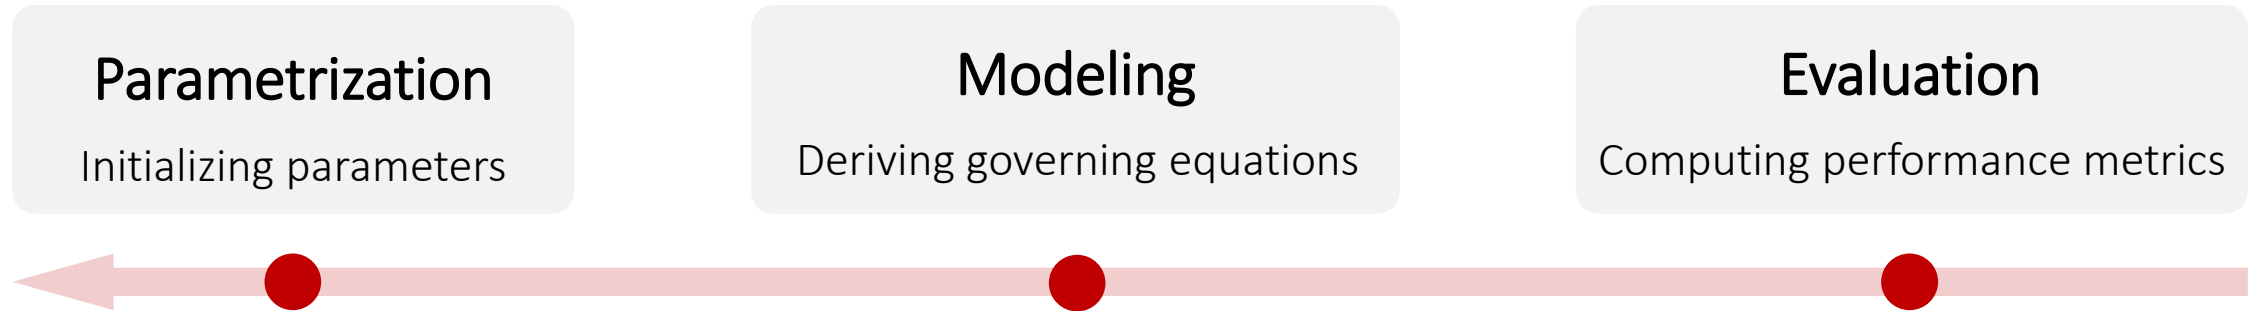 Parametrization
Initializing parameters
Modeling
Deriving governing equations
Evaluation
Computing performance metrics